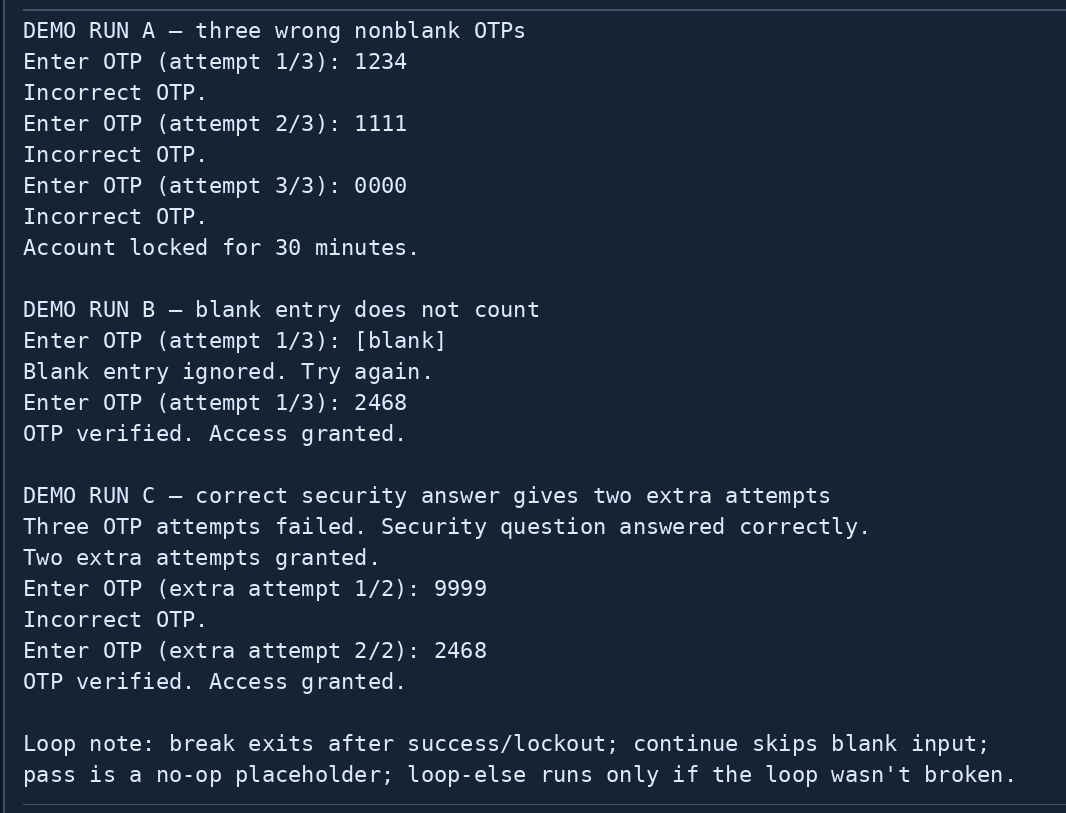 DEMO RUN A — three wrong nonblank OTPs
Enter OTP (attempt 1/3): 1234
Incorrect OTP.
Enter OTP (attempt 2/3): 1111
Incorrect OTP.
Enter OTP (attempt 3/3): 0000
Incorrect OTP.
Account locked for 30 minutes.
DEMO RUN B — blank entry does not count
Enter OTP (attempt 1/3): [blank]
Blank entry ignored. Try again.
Enter OTP (attempt 1/3): 2468
OTP verified. Access granted.
DEMO RUN C — correct security answer gives two extra attempts
Three OTP attempts failed. Security question answered correctly.
Two extra attempts granted.
Enter OTP (extra attempt 1/2): 9999
Incorrect OTP.
Enter OTP (extra attempt 2/2): 2468
OTP verified. Access granted.
Loop note: break exits after success/lockout; continue skips blank input;
pass is a no-op placeholder; loop-else runs only if the loop wasn't broken.